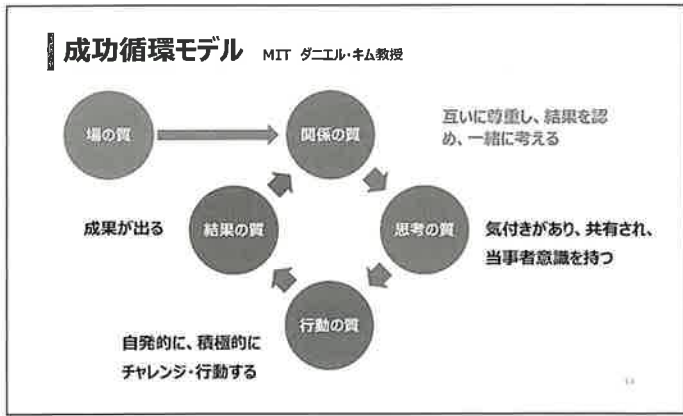 成功循環モデル MIT ダニエル・キム教授
場の質
関係の質
互いに尊重し、結果を認
め、一緒に考える
成果が出る
結果の質
思考の質
気付きがあり、共有され、
当事者意識を持つ
行動の質
自発的に、積極的に
チャレンジ・行動する